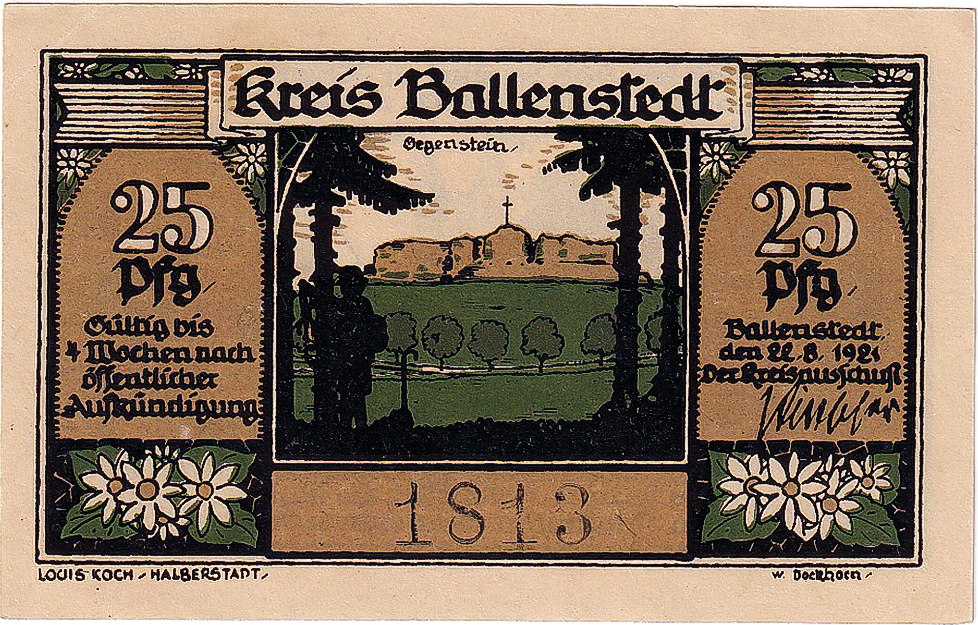 Kreis Ballenstedt
Gegenstein
25
Pfg.
Gültig bis
4 Wochen nach
öffentlicher
Aufkündigung
25
Pfg.
Ballenstedt.
den 22.8.1921
Der Kreisausschuß
1813
LOUIS KOCH HALBERSTADT
W. Dockhorn